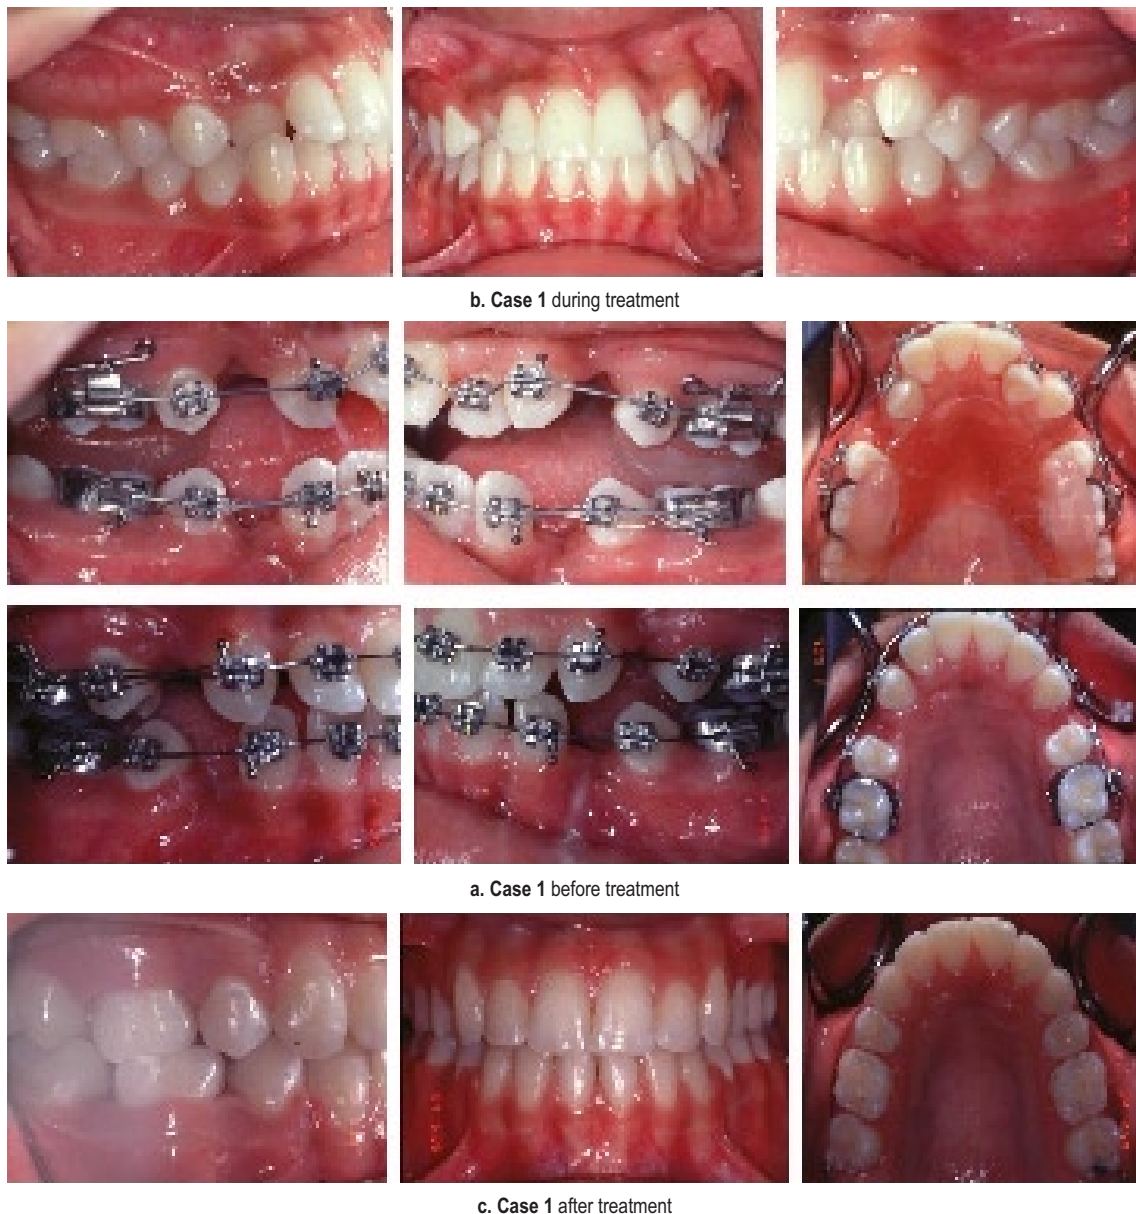 b. Case 1 during treatment
a. Case 1 before treatment
c. Case 1 after treatment